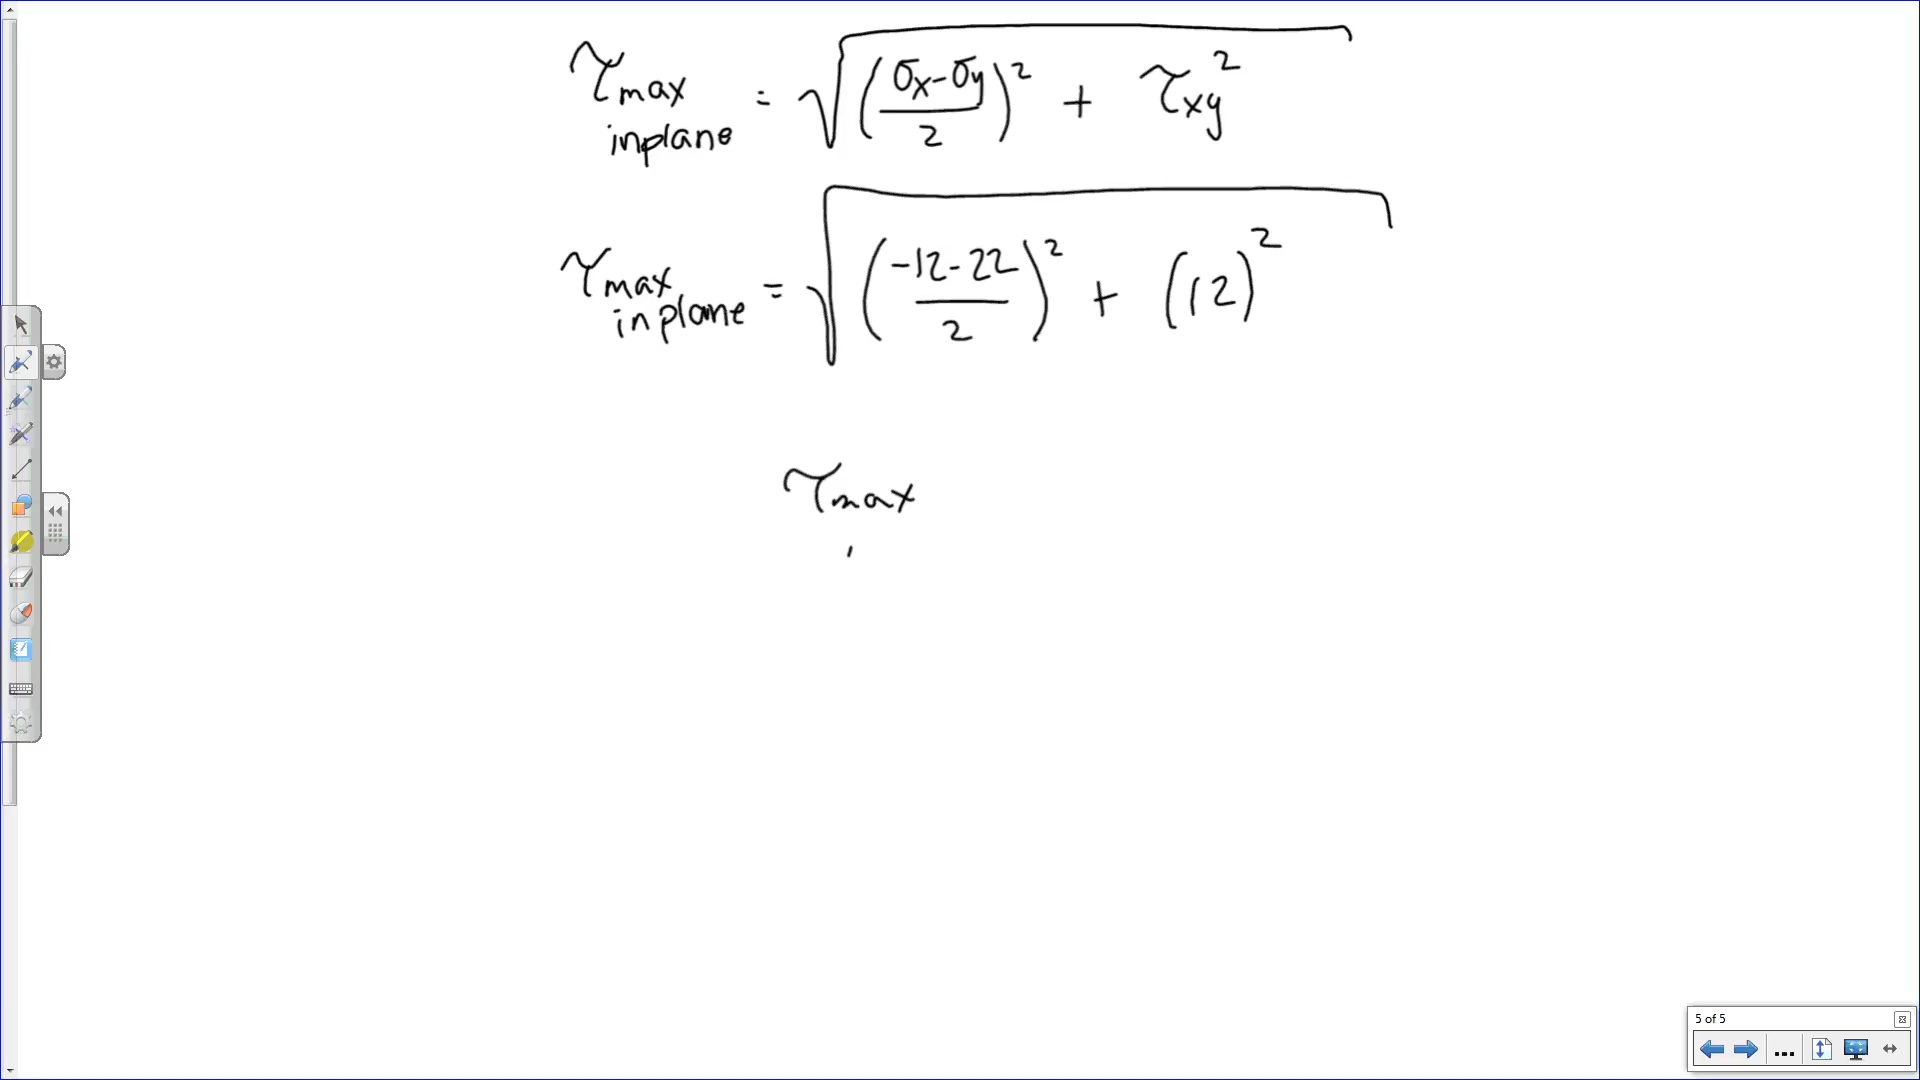 τmax inplane = √((σx-σy)/2)² + τxy²
τmax inplane = √((-12-22)/2)² + (12)²
τmax
5 of 5